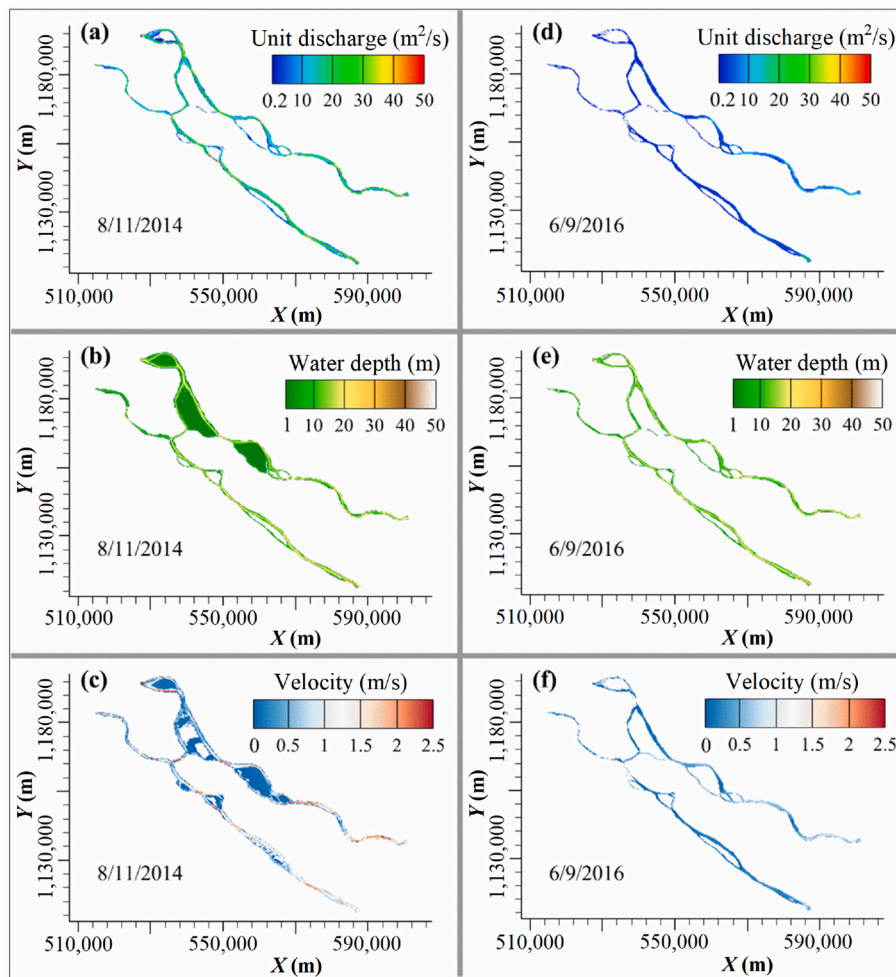 (a)
Unit discharge (m²/s)
0.2 10 20 30 40 50
1,180,000
1,130,000
Y (m)
8/11/2014
510,000 550,000 590,000
X (m)
(d)
Unit discharge (m²/s)
0.2 10 20 30 40 50
1,180,000
1,130,000
Y (m)
6/9/2016
510,000 550,000 590,000
X (m)
(b)
Water depth (m)
1 10 20 30 40 50
1,180,000
1,130,000
Y (m)
8/11/2014
510,000 550,000 590,000
X (m)
(e)
Water depth (m)
1 10 20 30 40 50
1,180,000
1,130,000
Y (m)
6/9/2016
510,000 550,000 590,000
X (m)
(c)
Velocity (m/s)
0 0.5 1 1.5 2 2.5
1,180,000
1,130,000
Y (m)
8/11/2014
510,000 550,000 590,000
X (m)
(f)
Velocity (m/s)
0 0.5 1 1.5 2 2.5
1,180,000
1,130,000
Y (m)
6/9/2016
510,000 550,000 590,000
X (m)